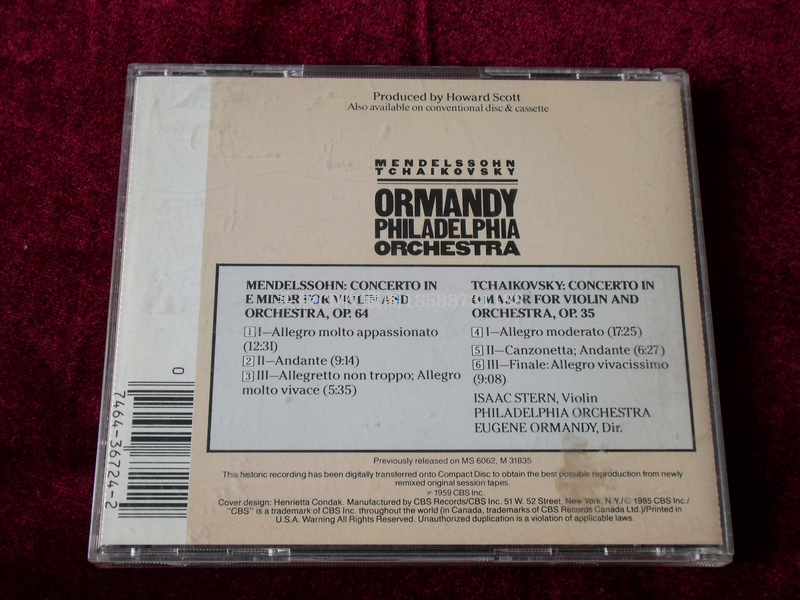 Produced by Howard Scott
Also available on conventional disc & cassette
MENDELSSOHN
TCHAIKOVSKY
ORMANDY
PHILADELPHIA
ORCHESTRA
MENDELSSOHN: CONCERTO IN
E MINOR FOR VIOLIN AND
ORCHESTRA, OP. 64
1 I—Allegro molto appassionato
(12:31)
2 II—Andante (9:14)
3 III—Allegretto non troppo; Allegro
molto vivace (5:35)
TCHAIKOVSKY: CONCERTO IN
D MAJOR FOR VIOLIN AND
ORCHESTRA, OP. 35
4 I—Allegro moderato (17:25)
5 II—Canzonetta; Andante (6:27)
6 III—Finale: Allegro vivacissimo
(9:08)
ISAAC STERN, Violin
PHILADELPHIA ORCHESTRA
EUGENE ORMANDY, Dir.
0
7464-36724-2
Previously released on MS 6062, M 31835
This historic recording has been digitally transferred onto Compact Disc to obtain the best possible reproduction from newly
remixed original session tapes.
℗ 1959 CBS Inc.
Cover design: Henrietta Condak. Manufactured by CBS Records/CBS Inc. 51 W. 52 Street, New York, N.Y./© 1985 CBS Inc./
"CBS" is a trademark of CBS Inc. throughout the world (in Canada, trademarks of CBS Records Canada Ltd.)/Printed in
U.S.A. Warning All Rights Reserved. Unauthorized duplication is a violation of applicable laws.